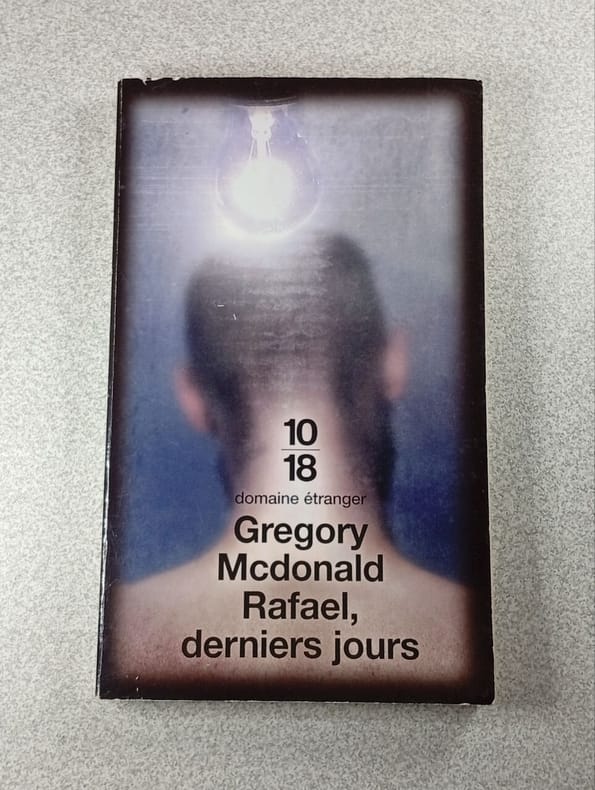 10
18
domaine étranger
Gregory
Mcdonald
Rafael,
derniers jours